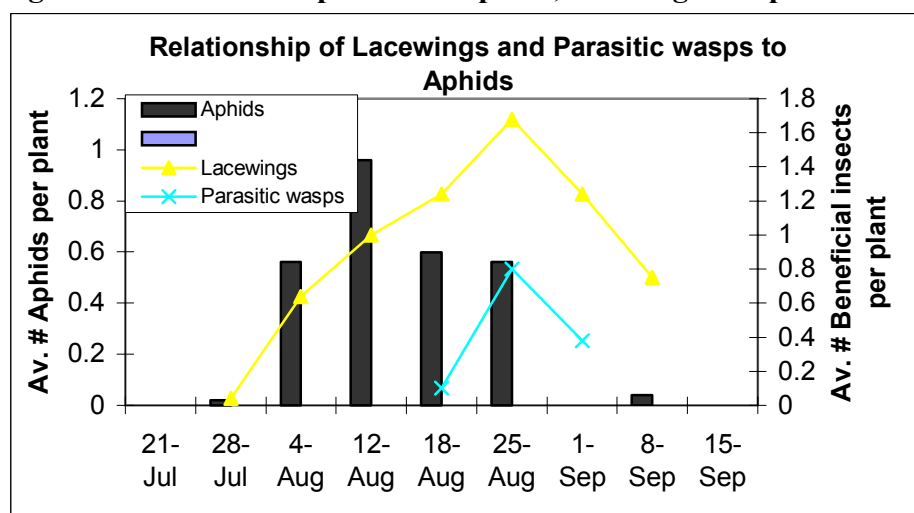 Relationship of Lacewings and Parasitic wasps to
Aphids
Aphids
Lacewings
Parasitic wasps
Av. # Aphids per plant
1.2
1
0.8
0.6
0.4
0.2
0
1.8
1.6
1.4
1.2
1
0.8
0.6
0.4
0.2
0
Av. # Beneficial insects
per plant
21-
Jul
28-
Jul
4-
Aug
12-
Aug
18-
Aug
25-
Aug
1-
Sep
8-
Sep
15-
Sep